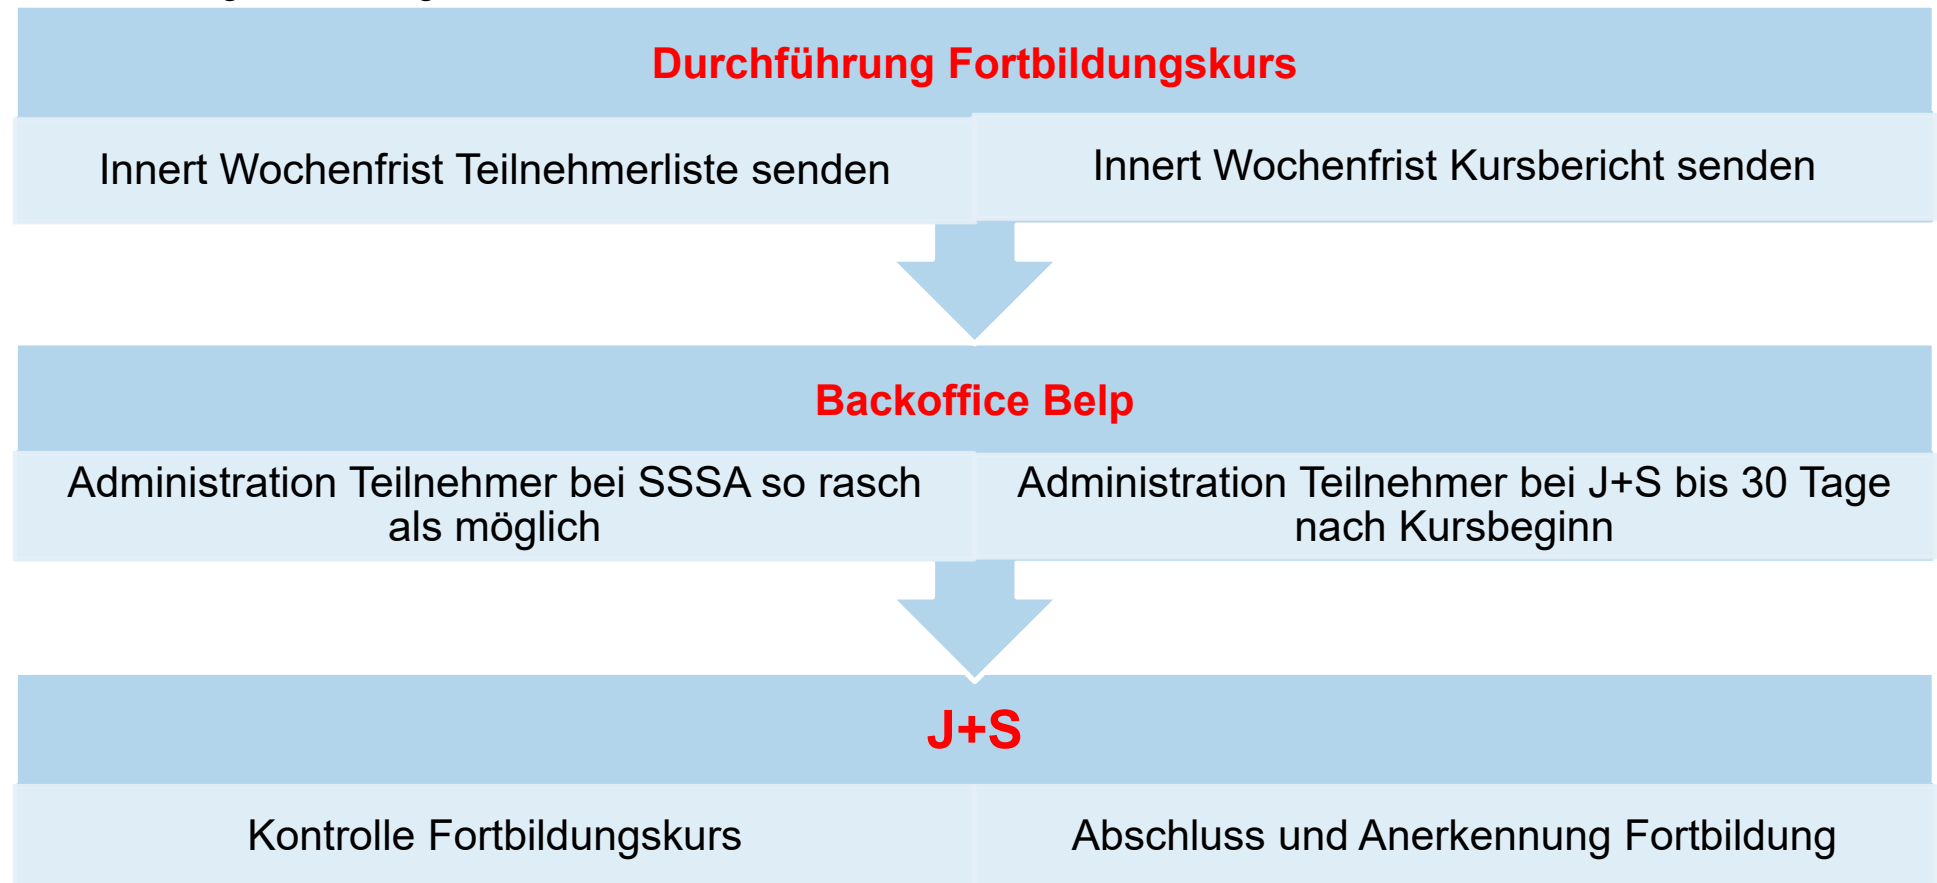 Durchführung Fortbildungskurs
Innert Wochenfrist Teilnehmerliste senden
Innert Wochenfrist Kursbericht senden
Backoffice Belp
Administration Teilnehmer bei SSSA so rasch
als möglich
Administration Teilnehmer bei J+S bis 30 Tage
nach Kursbeginn
J+S
Kontrolle Fortbildungskurs
Abschluss und Anerkennung Fortbildung